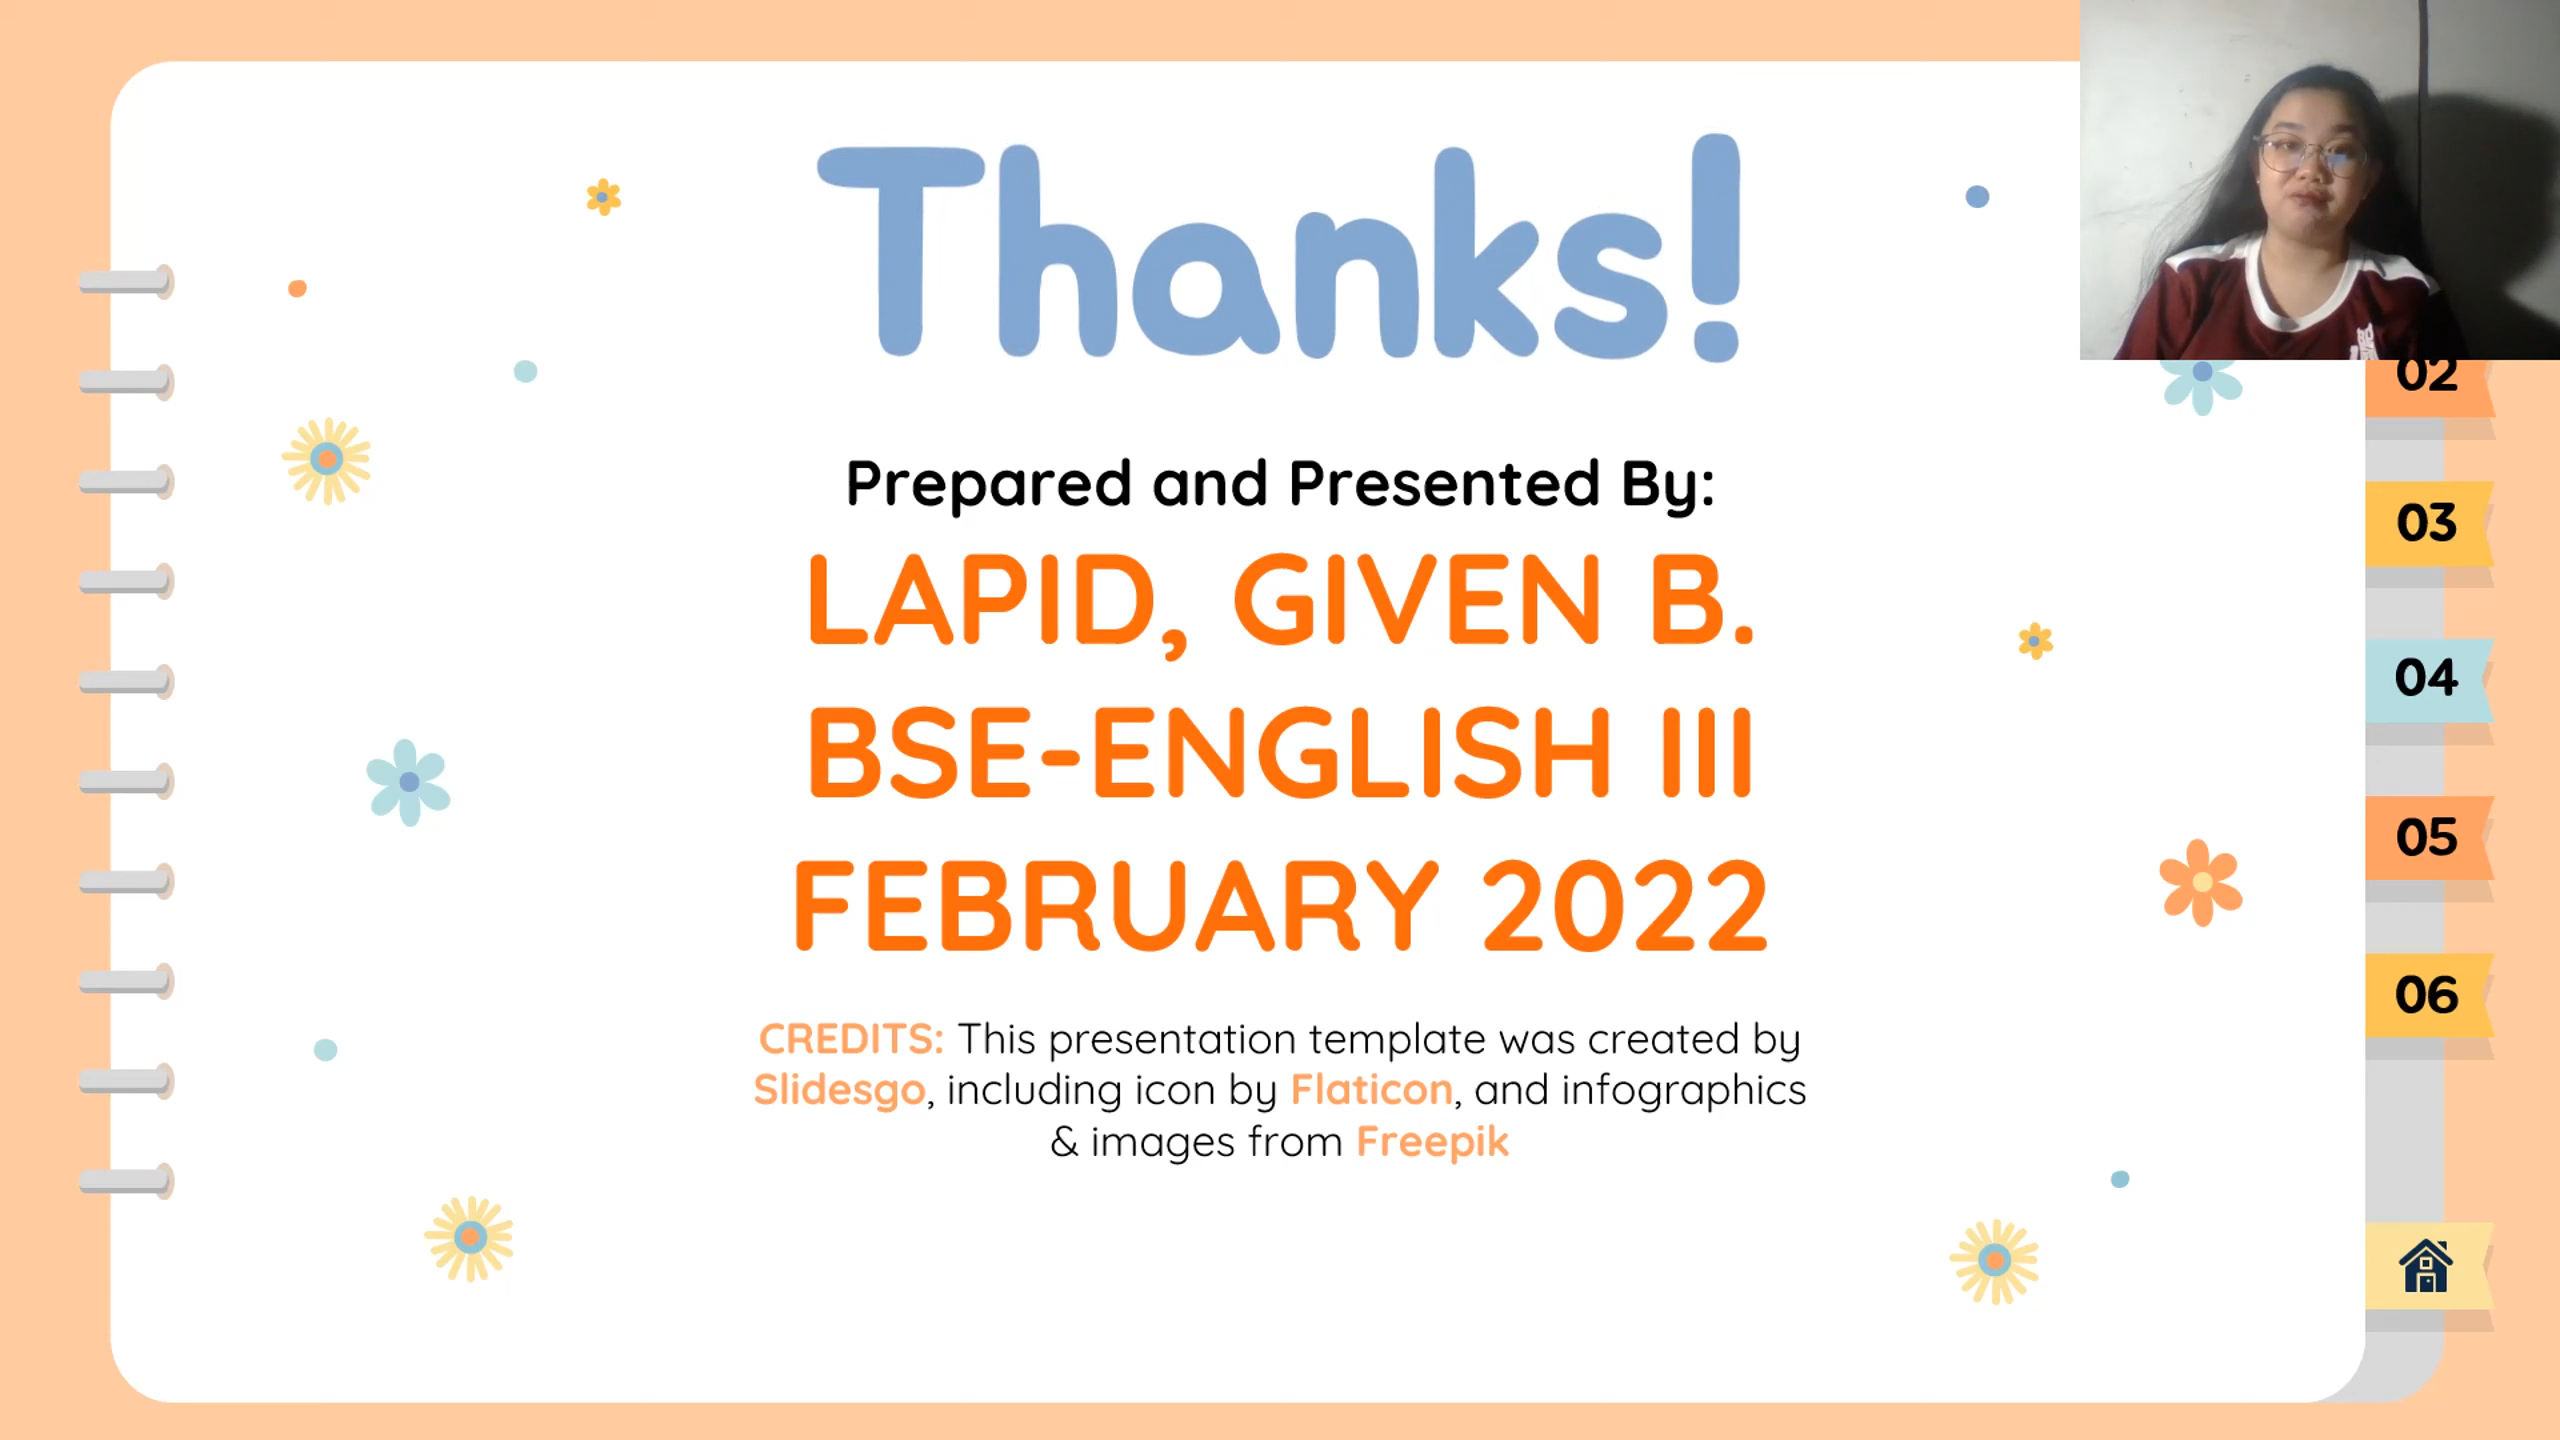 Thanks!
Prepared and Presented By:
LAPID, GIVEN B.
BSE-ENGLISH III
FEBRUARY 2022
CREDITS: This presentation template was created by
Slidesgo, including icon by Flaticon, and infographics
& images from Freepik
02
03
04
05
06